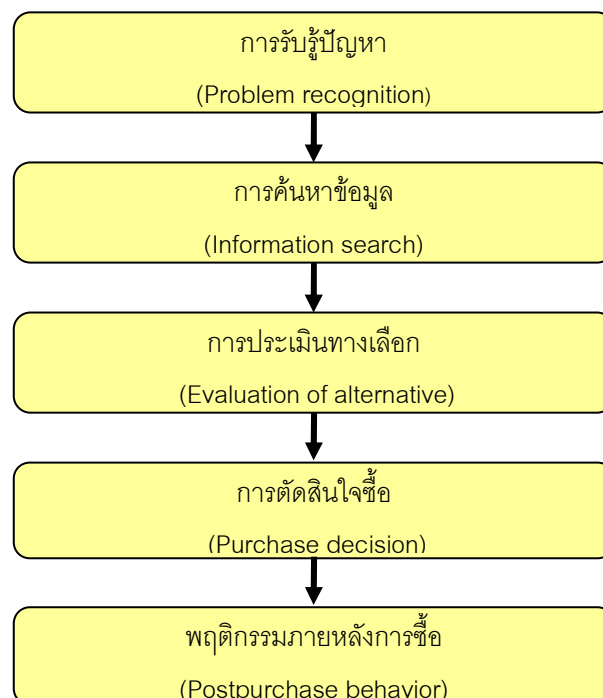 การรับรู้ปัญหา
(Problem recognition)
การค้นหาข้อมูล
(Information search)
การประเมินทางเลือก
(Evaluation of alternative)
การตัดสินใจซื้อ
(Purchase decision)
พฤติกรรมภายหลังการซื้อ
(Postpurchase behavior)